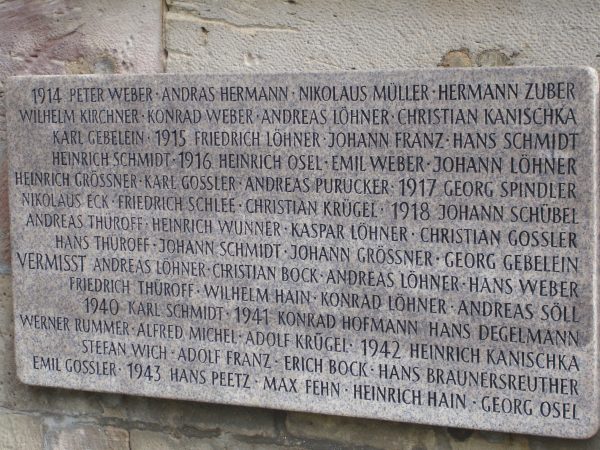 1914 PETER WEBER · ANDRAS HERMANN · NIKOLAUS MÜLLER · HERMANN ZUBER
WILHELM KIRCHNER · KONRAD WEBER · ANDREAS LÖHNER · CHRISTIAN KANISCHKA
KARL GEBELEIN · 1915 FRIEDRICH LÖHNER · JOHANN FRANZ · HANS SCHMIDT
HEINRICH SCHMIDT · 1916 HEINRICH OSEL · EMIL WEBER · JOHANN LÖHNER
HEINRICH GRÖSSNER · KARL GOSSLER · ANDREAS PURUCKER · 1917 GEORG SPINDLER
NIKOLAUS ECK · FRIEDRICH SCHLEE · CHRISTIAN KRÜGEL · 1918 JOHANN SCHÜBEL
ANDREAS THÜROFF · HEINRICH WUNNER · KASPAR LÖHNER · CHRISTIAN GOSSLER
HANS THÜROFF · JOHANN SCHMIDT · JOHANN GRÖSSNER · GEORG GEBELEIN
VERMISST ANDREAS LÖHNER · CHRISTIAN BOCK · ANDREAS LÖHNER · HANS WEBER
FRIEDRICH THÜROFF · WILHELM HAIN · KONRAD LÖHNER · ANDREAS SÖLL
1940 KARL SCHMIDT · 1941 KONRAD HOFMANN HANS DEGELMANN
WERNER RUMMER · ALFRED MICHEL · ADOLF KRÜGEL · 1942 HEINRICH KANISCHKA
STEFAN WICH · ADOLF FRANZ · ERICH BOCK · HANS BRAUNERSREUTHER
EMIL GOSSLER · 1943 HANS PEETZ · MAX FEHN · HEINRICH HAIN · GEORG OSEL